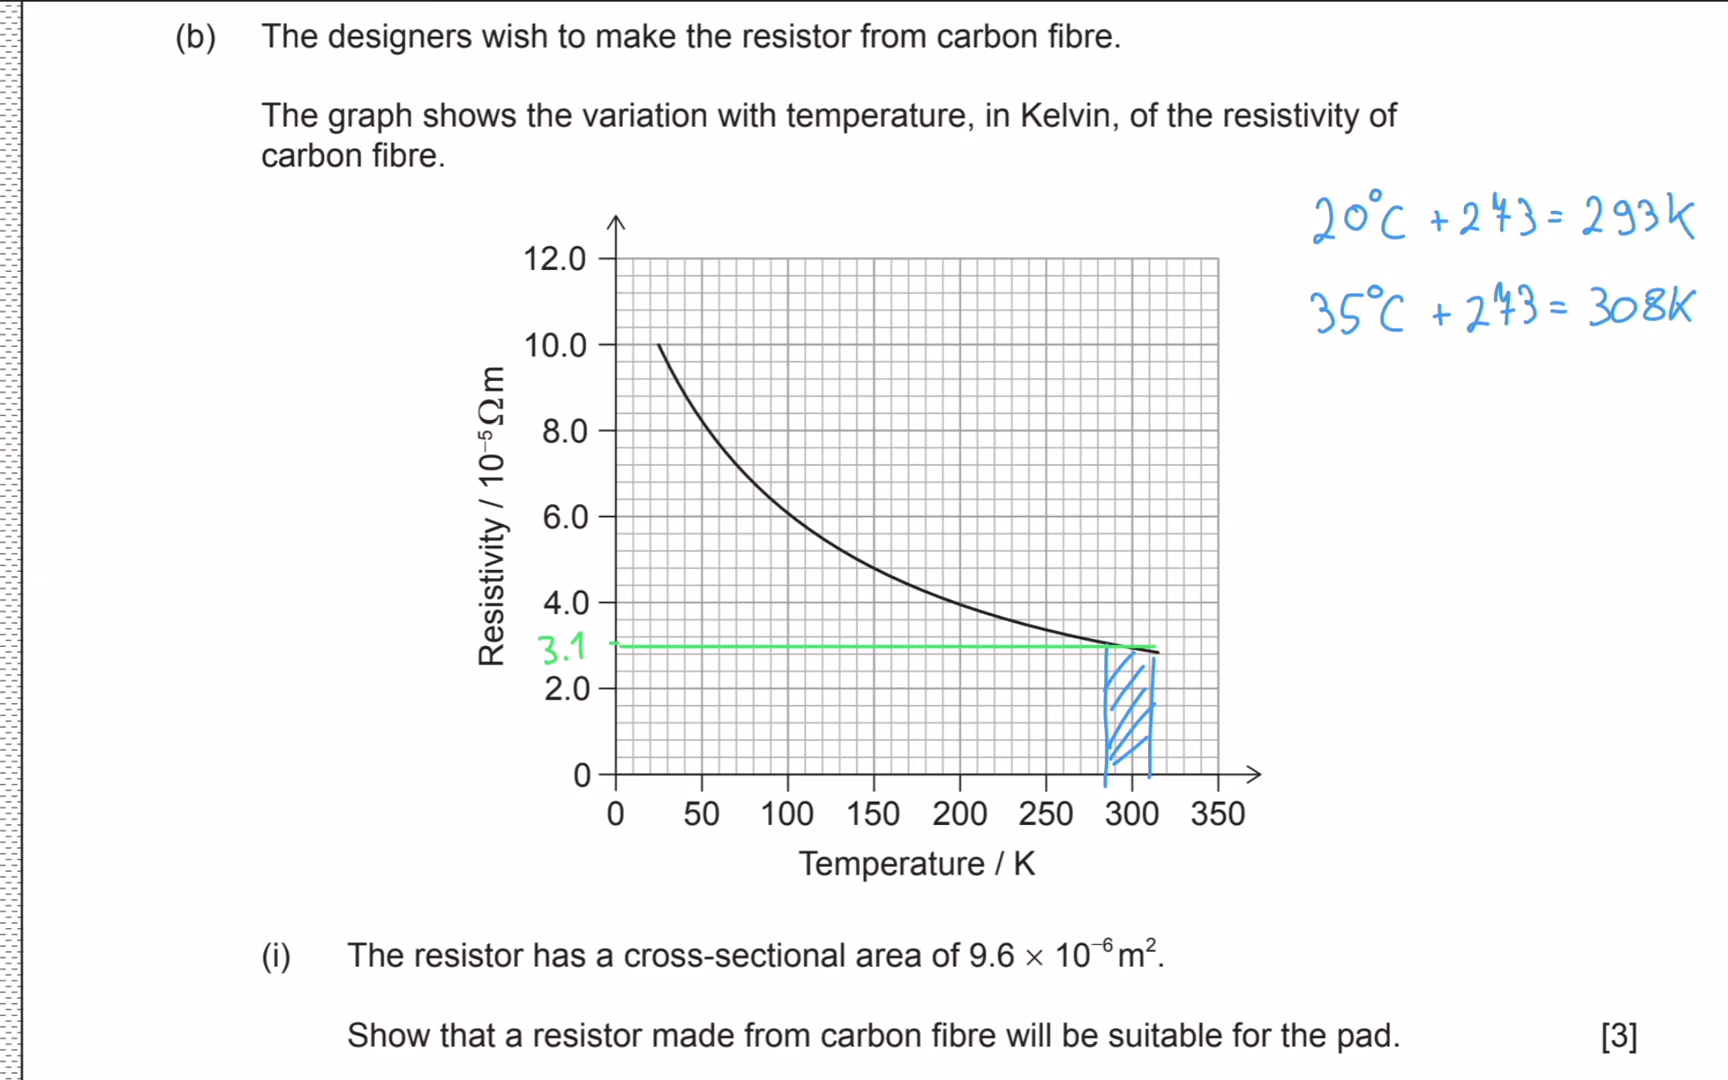 (b) The designers wish to make the resistor from carbon fibre.
The graph shows the variation with temperature, in Kelvin, of the resistivity of
carbon fibre.
20°C + 273 = 293K
35°C + 273 = 308K
12.0
10.0
8.0
6.0
4.0
3.1
2.0
0
Resistivity / 10⁻⁵ Ω m
0 50 100 150 200 250 300 350
Temperature / K
(i) The resistor has a cross-sectional area of 9.6 × 10⁻⁶ m².
Show that a resistor made from carbon fibre will be suitable for the pad. [3]